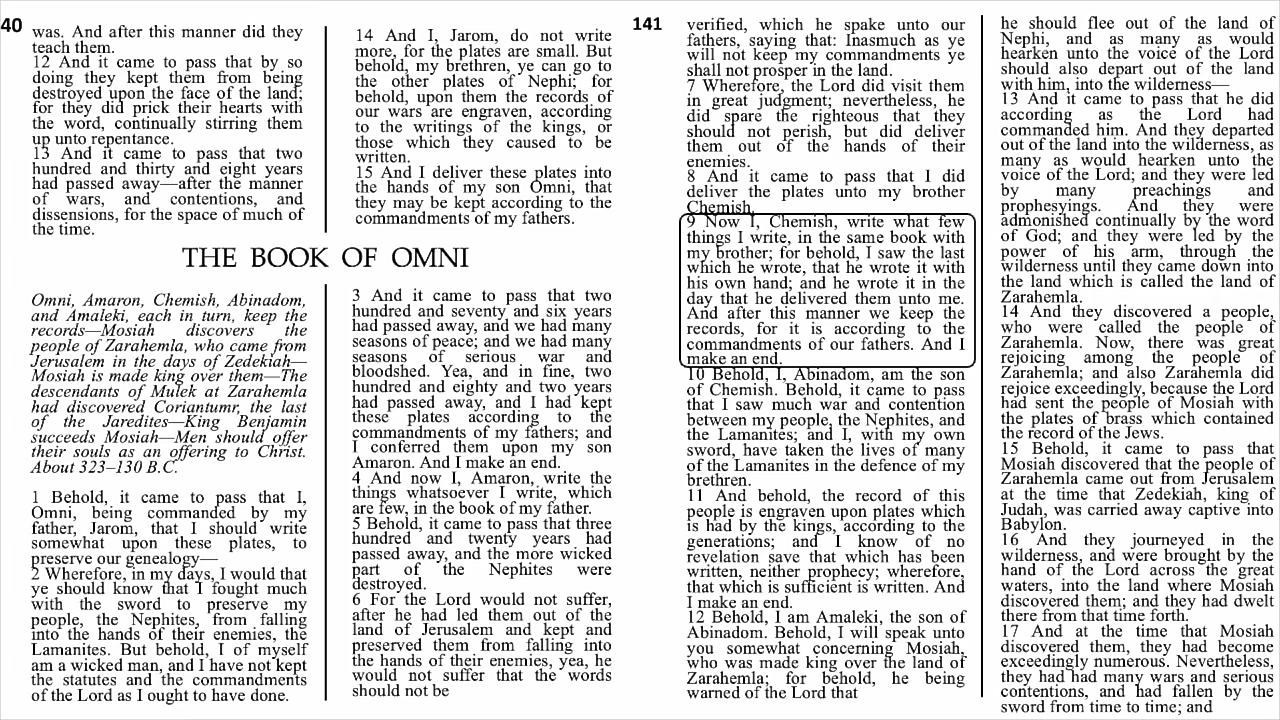 40
was. And after this manner did they
teach them.
12 And it came to pass that by so
doing they kept them from being
destroyed upon the face of the land;
for they did prick their hearts with
the word, continually stirring them
up unto repentance.
13 And it came to pass that two
hundred and thirty and eight years
had passed away—after the manner
of wars, and contentions, and
dissensions, for the space of much of
the time.
14 And I, Jarom, do not write
more, for the plates are small. But
behold, my brethren, ye can go to
the other plates of Nephi; for
behold, upon them the records of
our wars are engraven, according
to the writings of the kings, or
those which they caused to be
written.
15 And I deliver these plates into
the hands of my son Omni, that
they may be kept according to the
commandments of my fathers.
THE BOOK OF OMNI
Omni, Amaron, Chemish, Abinadom,
and Amaleki, each in turn, keep the
records—Mosiah discovers the
people of Zarahemla, who came from
Jerusalem in the days of Zedekiah—
Mosiah is made king over them—The
descendants of Mulek at Zarahemla
had discovered Coriantumr, the last
of the Jaredites—King Benjamin
succeeds Mosiah—Men should offer
their souls as an offering to Christ.
About 323–130 B.C.
1 Behold, it came to pass that I,
Omni, being commanded by my
father, Jarom, that I should write
somewhat upon these plates, to
preserve our genealogy—
2 Wherefore, in my days, I would that
ye should know that I fought much
with the sword to preserve my
people, the Nephites, from falling
into the hands of their enemies, the
Lamanites. But behold, I of myself
am a wicked man, and I have not kept
the statutes and the commandments
of the Lord as I ought to have done.
3 And it came to pass that two
hundred and seventy and six years
had passed away, and we had many
seasons of peace; and we had many
seasons of serious war and
bloodshed. Yea, and in fine, two
hundred and eighty and two years
had passed away, and I had kept
these plates according to the
commandments of my fathers; and
I conferred them upon my son
Amaron. And I make an end.
4 And now I, Amaron, write the
things whatsoever I write, which
are few, in the book of my father.
5 Behold, it came to pass that three
hundred and twenty years had
passed away, and the more wicked
part of the Nephites were
destroyed.
6 For the Lord would not suffer,
after he had led them out of the
land of Jerusalem and kept and
preserved them from falling into
the hands of their enemies, yea, he
would not suffer that the words
should not be
141
verified, which he spake unto our
fathers, saying that: Inasmuch as ye
will not keep my commandments ye
shall not prosper in the land.
7 Wherefore, the Lord did visit them
in great judgment; nevertheless, he
did spare the righteous that they
should not perish, but did deliver
them out of the hands of their
enemies.
8 And it came to pass that I did
deliver the plates unto my brother
Chemish.
9 Now I, Chemish, write what few
things I write, in the same book with
my brother; for behold, I saw the last
which he wrote, that he wrote it with
his own hand; and he wrote it in the
day that he delivered them unto me.
And after this manner we keep the
records, for it is according to the
commandments of our fathers. And I
make an end.
10 Behold, I, Abinadom, am the son
of Chemish. Behold, it came to pass
that I saw much war and contention
between my people, the Nephites, and
the Lamanites; and I, with my own
sword, have taken the lives of many
of the Lamanites in the defence of my
brethren.
11 And behold, the record of this
people is engraven upon plates which
is had by the kings, according to the
generations; and I know of no
revelation save that which has been
written, neither prophecy; wherefore,
that which is sufficient is written. And
I make an end.
12 Behold, I am Amaleki, the son of
Abinadom. Behold, I will speak unto
you somewhat concerning Mosiah,
who was made king over the land of
Zarahemla; for behold, he being
warned of the Lord that
he should flee out of the land of
Nephi, and as many as would
hearken unto the voice of the Lord
should also depart out of the land
with him, into the wilderness—
13 And it came to pass that he did
according as the Lord had
commanded him. And they departed
out of the land into the wilderness, as
many as would hearken unto the
voice of the Lord; and they were led
by many preachings and
prophesyings. And they were
admonished continually by the word
of God; and they were led by the
power of his arm, through the
wilderness until they came down into
the land which is called the land of
Zarahemla.
14 And they discovered a people,
who were called the people of
Zarahemla. Now, there was great
rejoicing among the people of
Zarahemla; and also Zarahemla did
rejoice exceedingly, because the Lord
had sent the people of Mosiah with
the plates of brass which contained
the record of the Jews.
15 Behold, it came to pass that
Mosiah discovered that the people of
Zarahemla came out from Jerusalem
at the time that Zedekiah, king of
Judah, was carried away captive into
Babylon.
16 And they journeyed in the
wilderness, and were brought by the
hand of the Lord across the great
waters, into the land where Mosiah
discovered them; and they had dwelt
there from that time forth.
17 And at the time that Mosiah
discovered them, they had become
exceedingly numerous. Nevertheless,
they had had many wars and serious
contentions, and had fallen by the
sword from time to time; and